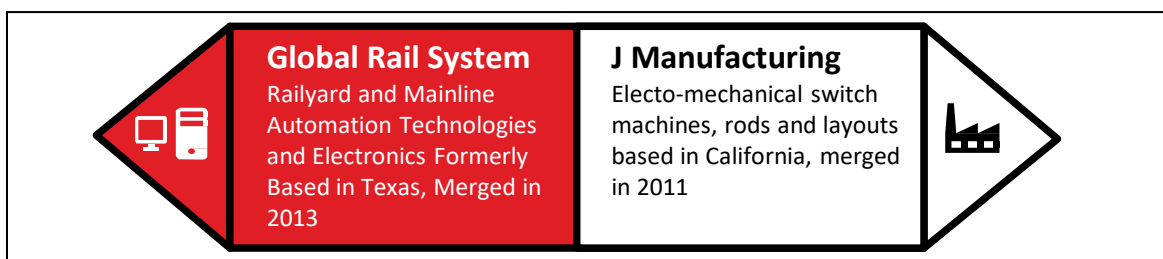 Global Rail System
Railyard and Mainline
Automation Technologies
and Electronics Formerly
Based in Texas, Merged in
2013
J Manufacturing
Electo-mechanical switch
machines, rods and layouts
based in California, merged
in 2011